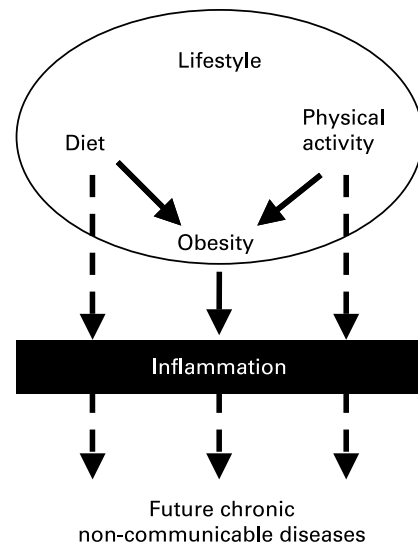 Lifestyle
Physical
activity
Diet
Obesity
Inflammation
Future chronic
non-communicable diseases